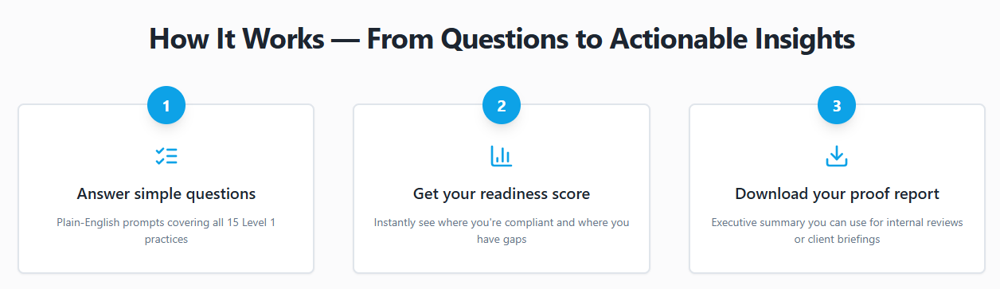 How It Works — From Questions to Actionable Insights
1
Answer simple questions
Plain-English prompts covering all 15 Level 1
practices
2
Get your readiness score
Instantly see where you're compliant and where you
have gaps
3
Download your proof report
Executive summary you can use for internal reviews
or client briefings